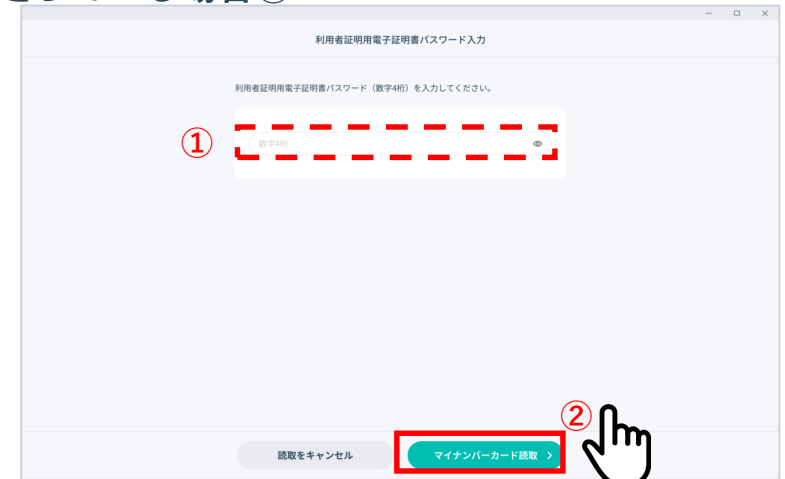 利用者証明用電子証明書パスワード入力
利用者証明用電子証明書パスワード（数字4桁）を入力してください。
①
数字4桁
②
読取をキャンセル
マイナンバーカード読取